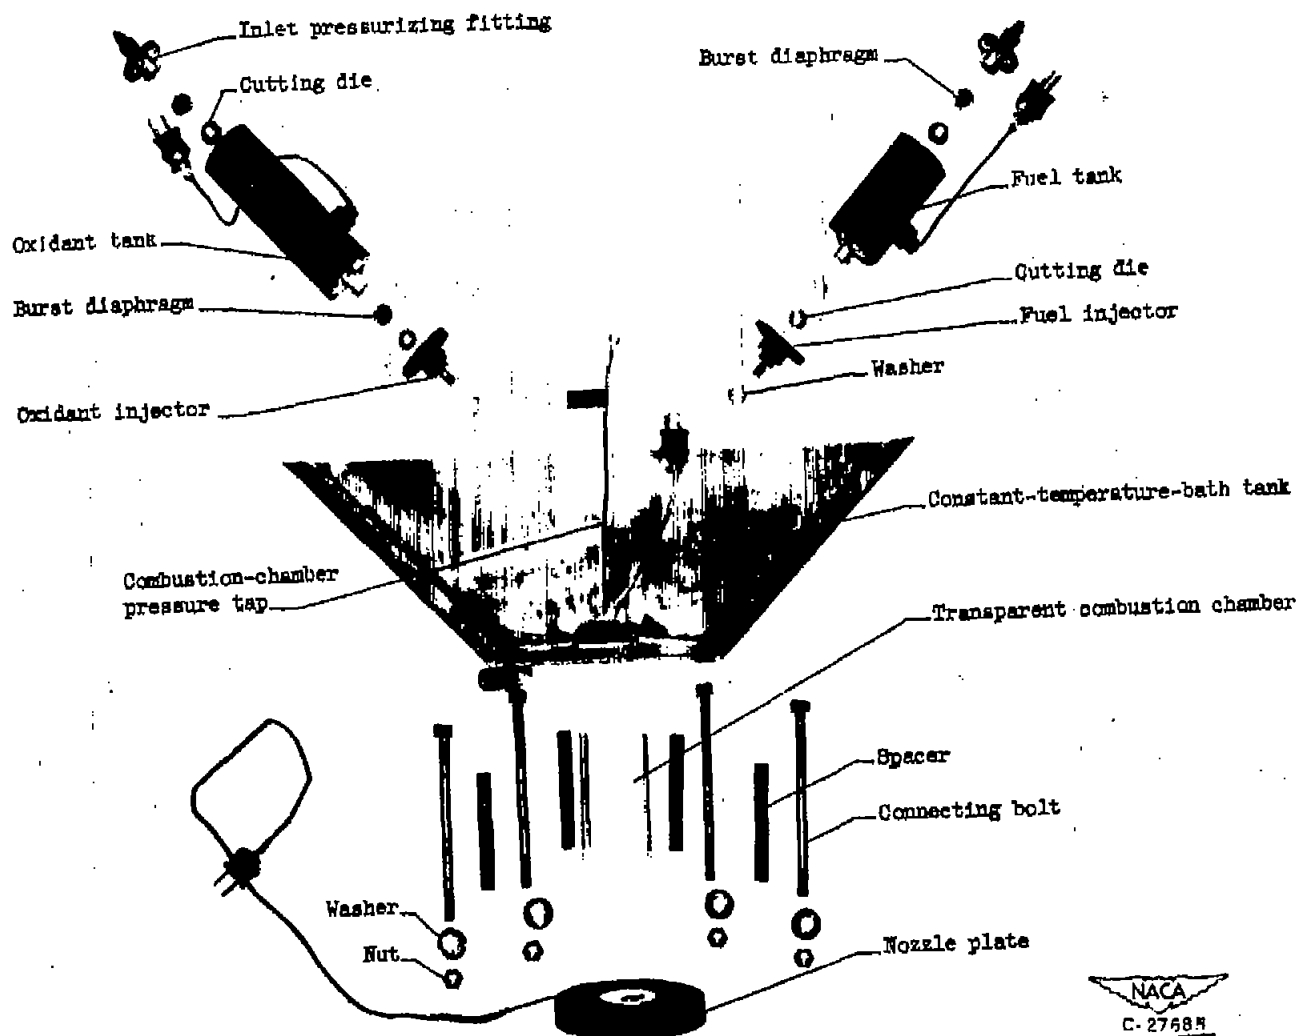 Inlet pressurizing fitting
Cutting die
Burst diaphragm
Fuel tank
Oxidant tank
Burst diaphragm
Cutting die
Fuel injector
Washer
Oxidant injector
Constant-temperature-bath tank
Combustion-chamber
pressure tap
Transparent combustion chamber
Spacer
Connecting bolt
Washer
Nut
Nozzle plate
NACA